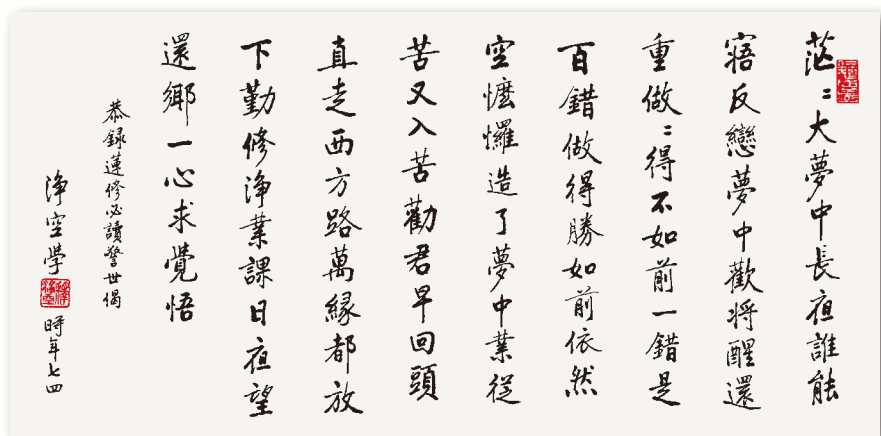 茫々大夢中長夜誰能
寤反戀夢中歡将醒還
重做々得不如前一錯是
百錯做得勝如前依然
空懡㦬造了夢中業從
苦又入苦勸君早回頭
直走西方路萬緣都放
下勤修淨業課日夜望
還鄉一心求覺悟
恭録蓮修必讀警世偈
淨空學
時年七四